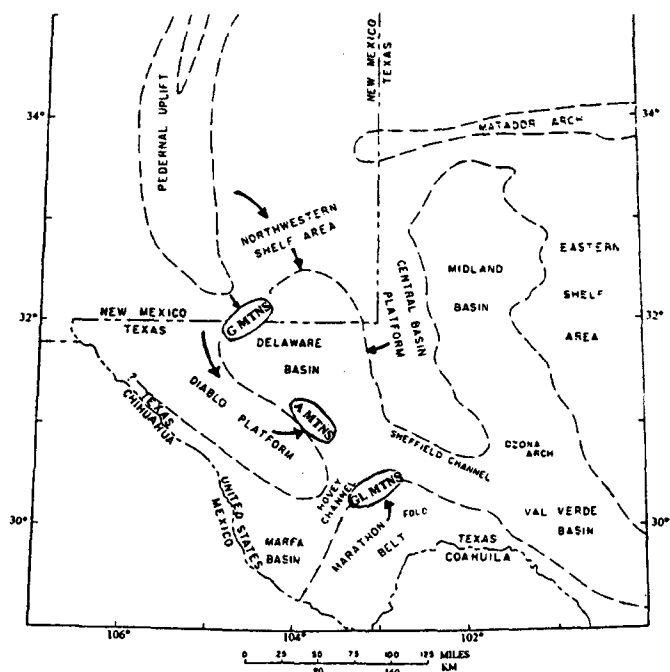 NEW MEXICO
TEXAS
34°
34°
PEDERNAL UPLIFT
MATADOR ARCH
NORTHWESTERN
SHELF AREA
CENTRAL BASIN
PLATFORM
MIDLAND
BASIN
EASTERN
SHELF
AREA
32°
32°
NEW MEXICO
TEXAS
G MTNS
DELAWARE
BASIN
DIABLO PLATFORM
A MTNS
?
TEXAS
CHIHUAHUA
SHEFFIELD CHANNEL
OZONA
ARCH
HOVEY
CHANNEL
GL MTNS
30°
30°
UNITED STATES
MEXICO
MARFA
BASIN
MARATHON FOLD
BELT
VAL VERDE
BASIN
TEXAS
COAHUILA
106°
104°
102°
0 25 50 75 100 125 MILES
80 160 KM